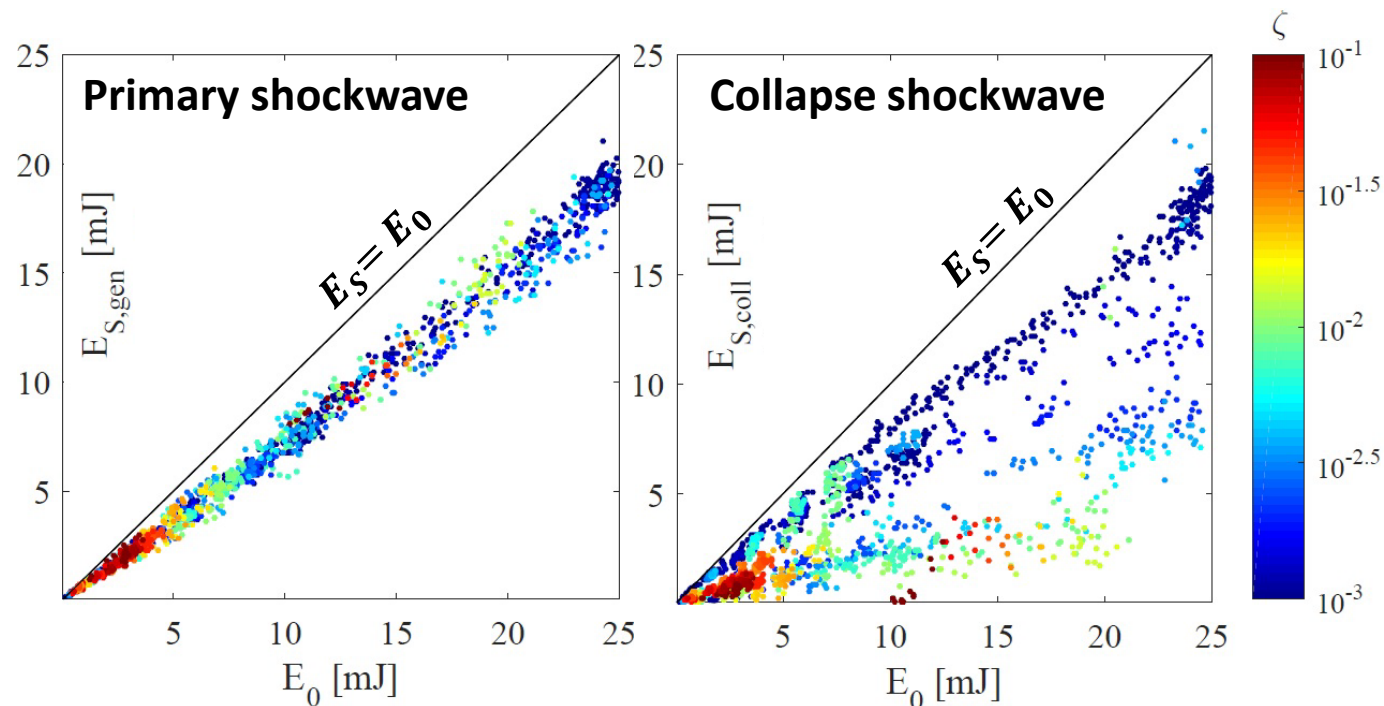 Primary shockwave
E_S,gen [mJ]
E_S = E_0
25
20
15
10
5
5 10 15 20 25
E_0 [mJ]
Collapse shockwave
E_S,coll [mJ]
E_S = E_0
25
20
15
10
5
0
0 5 10 15 20 25
E_0 [mJ]
ζ
10^-1
10^-1.5
10^-2
10^-2.5
10^-3